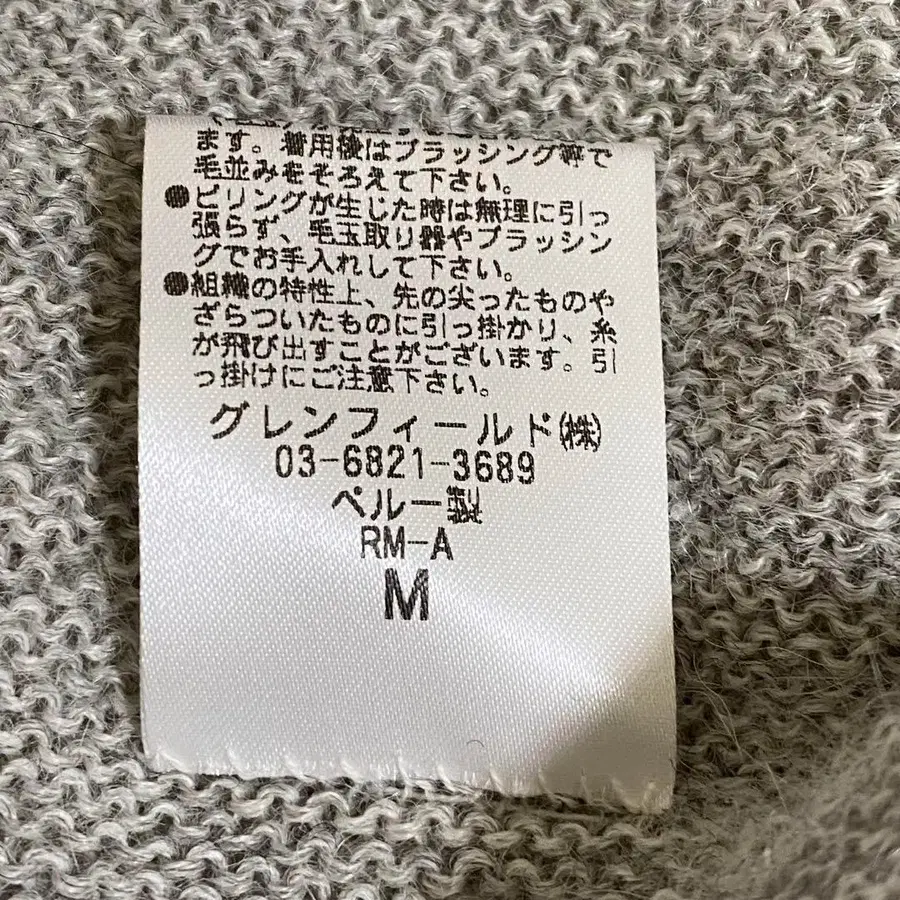 ます。着用後はブラッシング等で
毛並みをそろえて下さい。
●ピリングが生じた時は無理に引っ
張らず、毛玉取り器やブラッシン
グでお手入れして下さい。
●組織の特性上、先の尖ったものや
ざらついたものに引っ掛かり、糸
が飛び出すことがございます。引
っ掛けにご注意下さい。
グレンフィールド(株)
03-6821-3689
ペルー製
RM-A
M